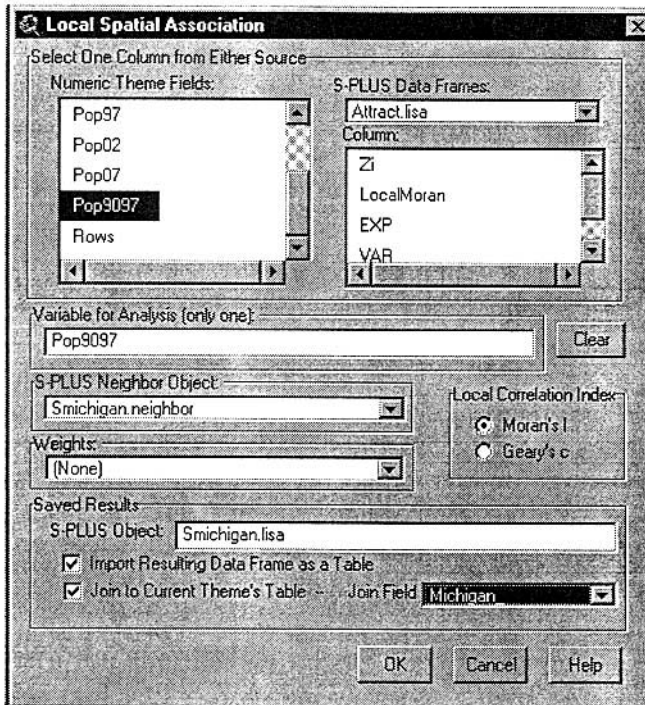 Local Spatial Association
Select One Column from Either Source
Numeric Theme Fields:
Pop97
Pop02
Pop07
Pop9097
Rows
S-PLUS Data Frames:
Attract.lisa
Column:
Zi
LocalMoran
EXP
VAR
Variable for Analysis (only one):
Pop9097
Clear
S-PLUS Neighbor Object:
Smichigan.neighbor
Weights:
(None)
Local Correlation Index
Moran's I
Geary's c
Saved Results
S-PLUS Object: Smichigan.lisa
Import Resulting Data Frame as a Table
Join to Current Theme's Table -- Join Field Michigan_
OK Cancel Help